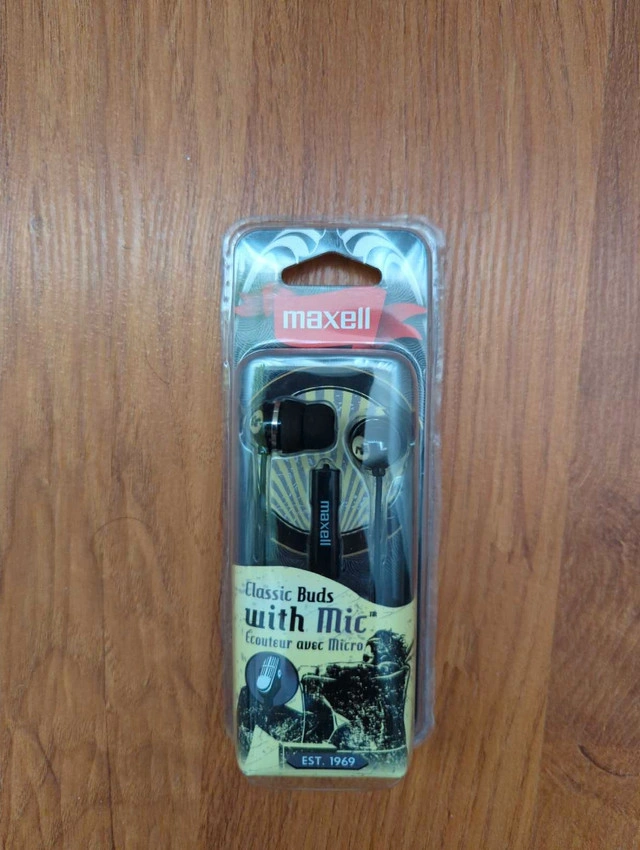 maxell
maxell
Classic Buds
with Mic™
Écouteur avec Micro
EST. 1969